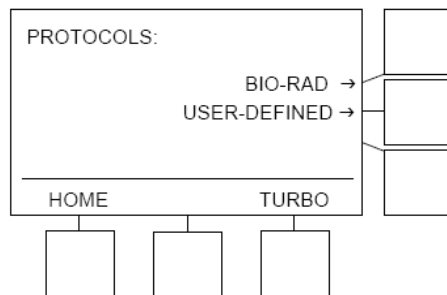 PROTOCOLS:
BIO-RAD →
USER-DEFINED →
HOME TURBO